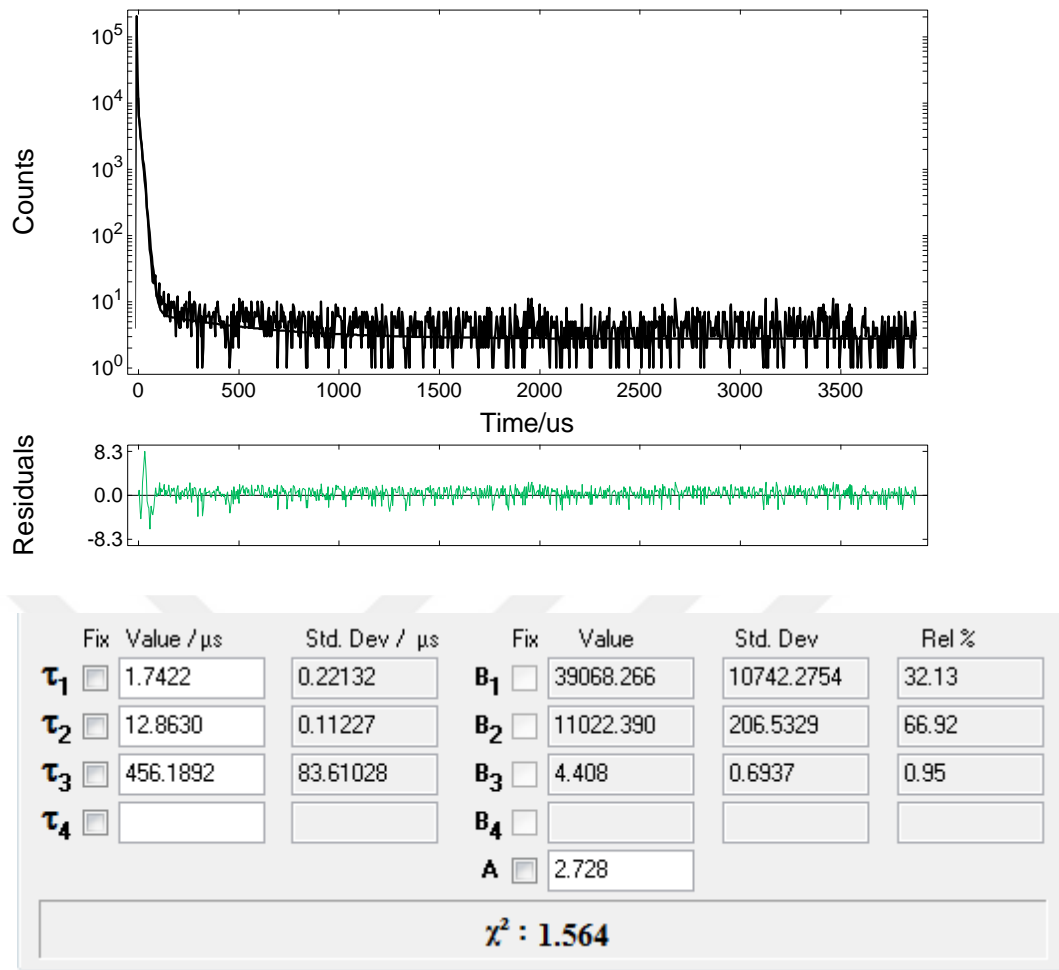 10^5
10^4
10^3
10^2
10^1
10^0
Counts
0 500 1000 1500 2000 2500 3000 3500
Time/us
Residuals
8.3
0.0
-8.3
Fix Value / µs Std. Dev / µs Fix Value Std. Dev Rel %
τ1 1.7422 0.22132 B1 39068.266 10742.2754 32.13
τ2 12.8630 0.11227 B2 11022.390 206.5329 66.92
τ3 456.1892 83.61028 B3 4.408 0.6937 0.95
τ4 B4
A 2.728
χ² : 1.564